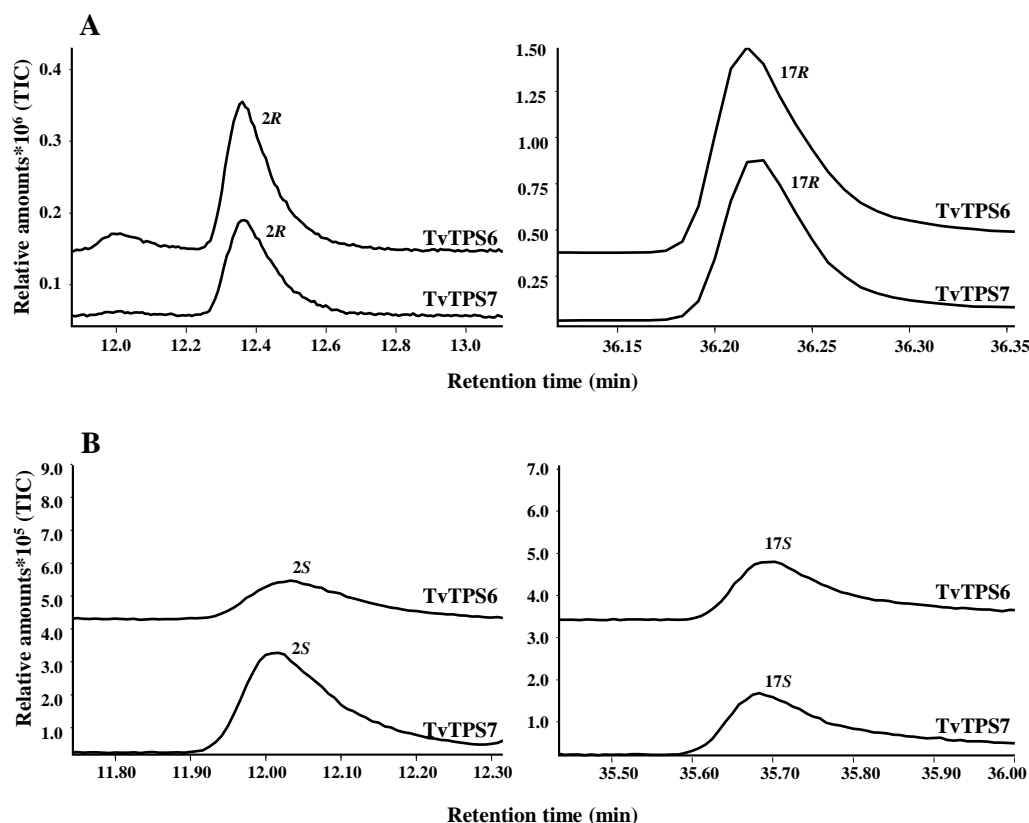 A
Relative amounts*10⁶ (TIC)
0.4
0.3
0.2
0.1
2R
2R
TvTPS6
TvTPS7
12.0 12.2 12.4 12.6 12.8 13.0
1.50
1.25
1.00
0.75
0.50
0.25
17R
17R
TvTPS6
TvTPS7
36.15 36.20 36.25 36.30 36.35
Retention time (min)
B
Relative amounts*10⁵ (TIC)
9.0
8.0
7.0
6.0
5.0
4.0
3.0
2.0
1.0
2S
TvTPS6
2S
TvTPS7
11.80 11.90 12.00 12.10 12.20 12.30
7.0
6.0
5.0
4.0
3.0
2.0
1.0
17S
TvTPS6
17S
TvTPS7
35.50 35.60 35.70 35.80 35.90 36.00
Retention time (min)